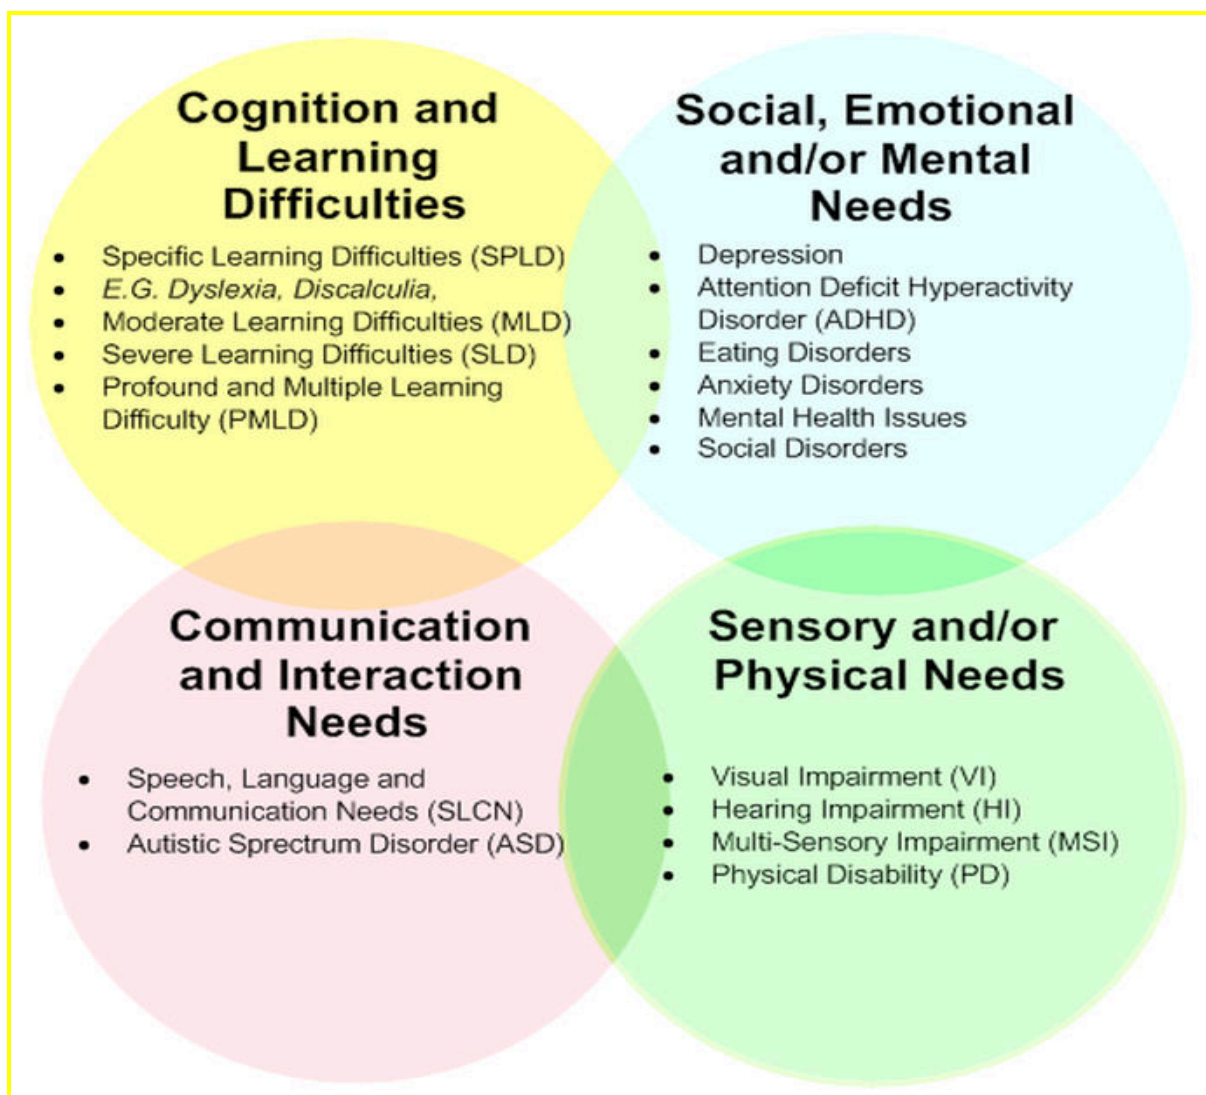 Cognition and
Learning
Difficulties
• Specific Learning Difficulties (SPLD)
• E.G. Dyslexia, Discalculia,
• Moderate Learning Difficulties (MLD)
• Severe Learning Difficulties (SLD)
• Profound and Multiple Learning
Difficulty (PMLD)
Social, Emotional
and/or Mental
Needs
• Depression
• Attention Deficit Hyperactivity
Disorder (ADHD)
• Eating Disorders
• Anxiety Disorders
• Mental Health Issues
• Social Disorders
Communication
and Interaction
Needs
• Speech, Language and
Communication Needs (SLCN)
• Autistic Sprectrum Disorder (ASD)
Sensory and/or
Physical Needs
• Visual Impairment (VI)
• Hearing Impairment (HI)
• Multi-Sensory Impairment (MSI)
• Physical Disability (PD)